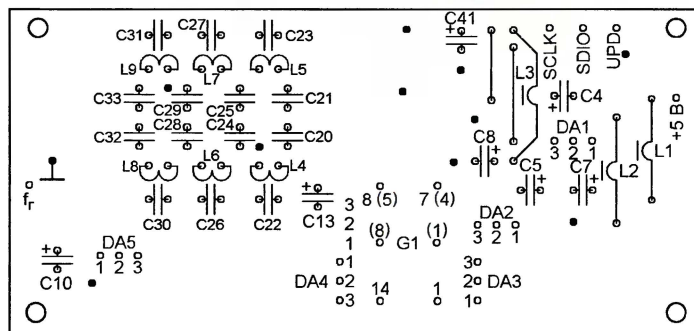 C31 C27 C23 C41
SCLK SDIO UPD
L9 L7 L5 L3
+ C4
C33 C29 C25 C21
+5 B
C32 C28 C24 C20
C8 + DA1
3 2 1
L8 L6 L4
C5 + C7 + L2 L1
fr
+ C13
8 (5) 7 (4)
C30 C26 C22
3
2
1
(8) G1 (1)
DA2
3 2 1
+ C10
DA5
1 2 3
DA4
1
2
3
14 1
3
2
1
DA3